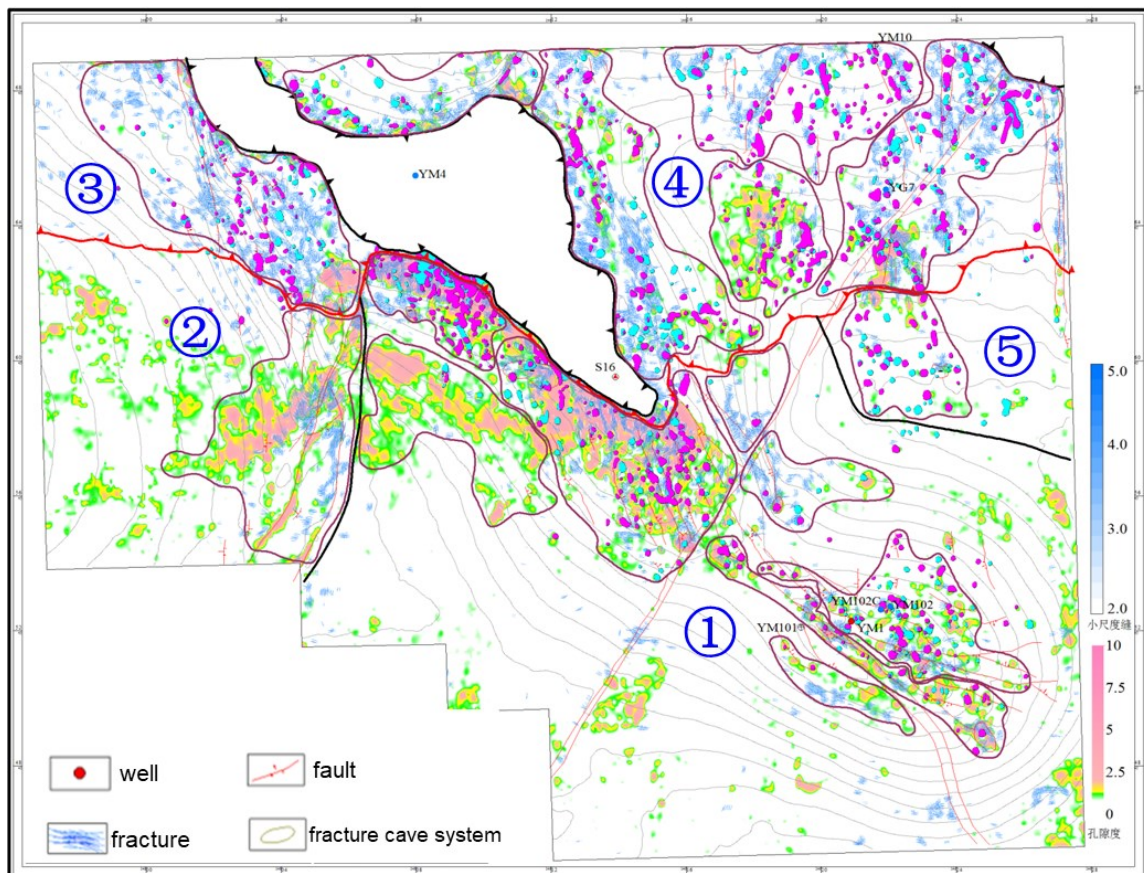 YM10
③
YM4
④
YG7
②
S16
⑤
5.0
4.0
3.0
2.0
小尺度缝
YM102C
YM102
YM101
YM1
①
10
7.5
5
2.5
0
孔隙度
well
fault
fracture
fracture cave system